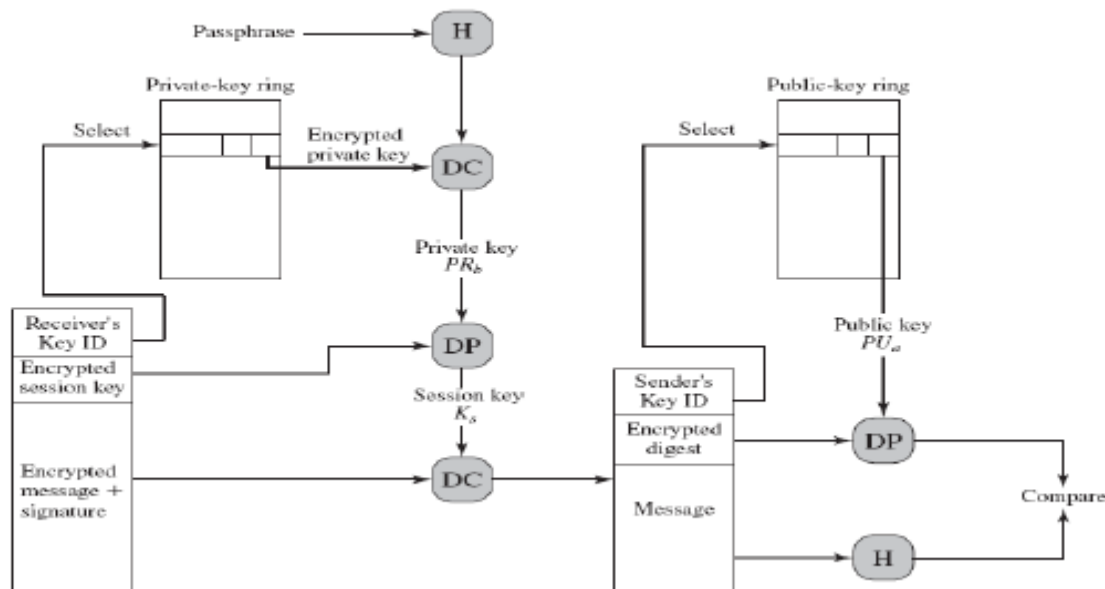 Passphrase
H
Private-key ring
Public-key ring
Select
Encrypted
private key
DC
Select
Private key
PRb
Public key
PUa
Receiver's
Key ID
Encrypted
session key
DP
Session key
Ks
Sender's
Key ID
Encrypted
digest
DP
Encrypted
message +
signature
DC
Message
Compare
H